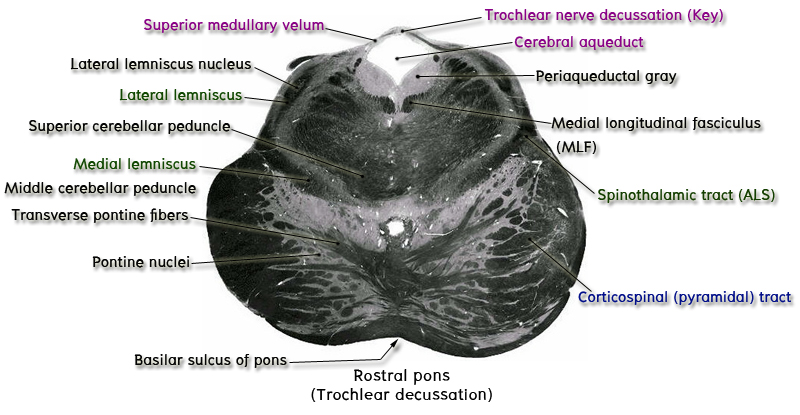 Superior medullary velum
Trochlear nerve decussation (Key)
Cerebral aqueduct
Lateral lemniscus nucleus
Periaqueductal gray
Lateral lemniscus
Superior cerebellar peduncle
Medial longitudinal fasciculus
(MLF)
Medial lemniscus
Middle cerebellar peduncle
Spinothalamic tract (ALS)
Transverse pontine fibers
Pontine nuclei
Corticospinal (pyramidal) tract
Basilar sulcus of pons
Rostral pons
(Trochlear decussation)